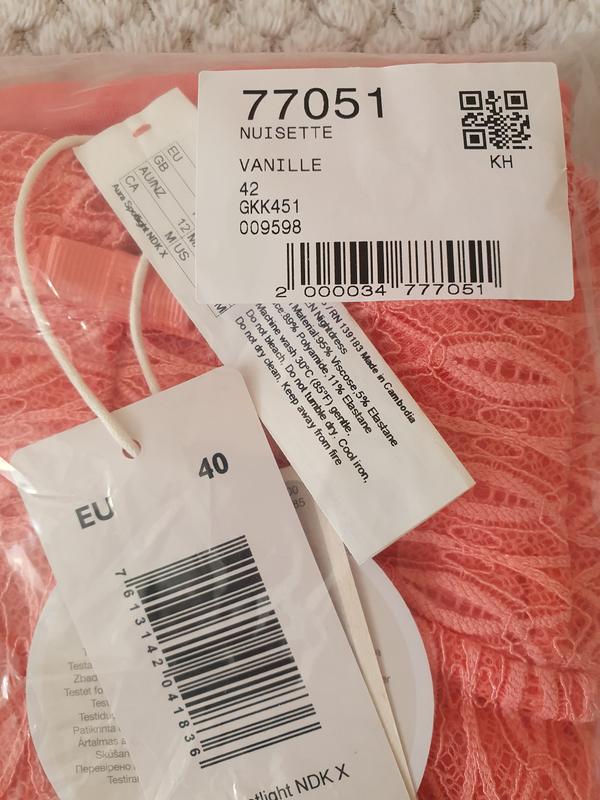 77051
NUISETTE
VANILLE
42
GKK451
009598
KH
2 000034 777051
EU
GB
AU/NZ
CA
12
M
US
Aura Spotlight NDK X
/ RN 139183 Made in Cambodia
Nightdress
Material:95% Viscose,5% Elastane
89% Polyamide,11% Elastane
Machine wash 30°C (85°F) gentle,
Do not bleach, Do not tumble dry, Cool iron,
Do not dry clean, Keep away from fire
EU 40
7 613142 041836
NDK X